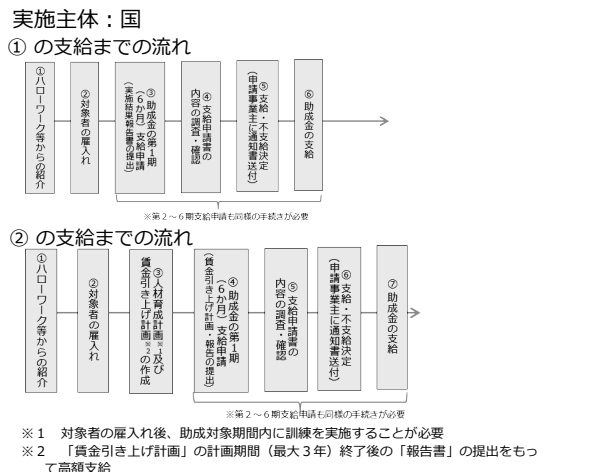 実施主体：国
① の支給までの流れ
①ハローワーク等からの紹介
②対象者の雇入れ
③助成金の第1期
（６か月）支給申請
（実施結果報告書の提出）
④支給申請書の
内容の調査・確認
⑤支給・不支給決定
（申請事業主に通知書送付）
⑥助成金の支給
※第２～６期支給申請も同様の手続きが必要
② の支給までの流れ
①ハローワーク等からの紹介
②対象者の雇入れ
③人材育成計画※1及び
賃金引き上げ計画※2の作成
④助成金の第1期
（６か月）支給申請
（賃金引き上げ計画・報告の提出）
⑤支給申請書の
内容の調査・確認
⑥支給・不支給決定
（申請事業主に通知書送付）
⑦助成金の支給
※第２～６期支給申請も同様の手続きが必要
※１　対象者の雇入れ後、助成対象期間内に訓練を実施することが必要
※２　「賃金引き上げ計画」の計画期間（最大３年）終了後の「報告書」の提出をもっ
て高額支給